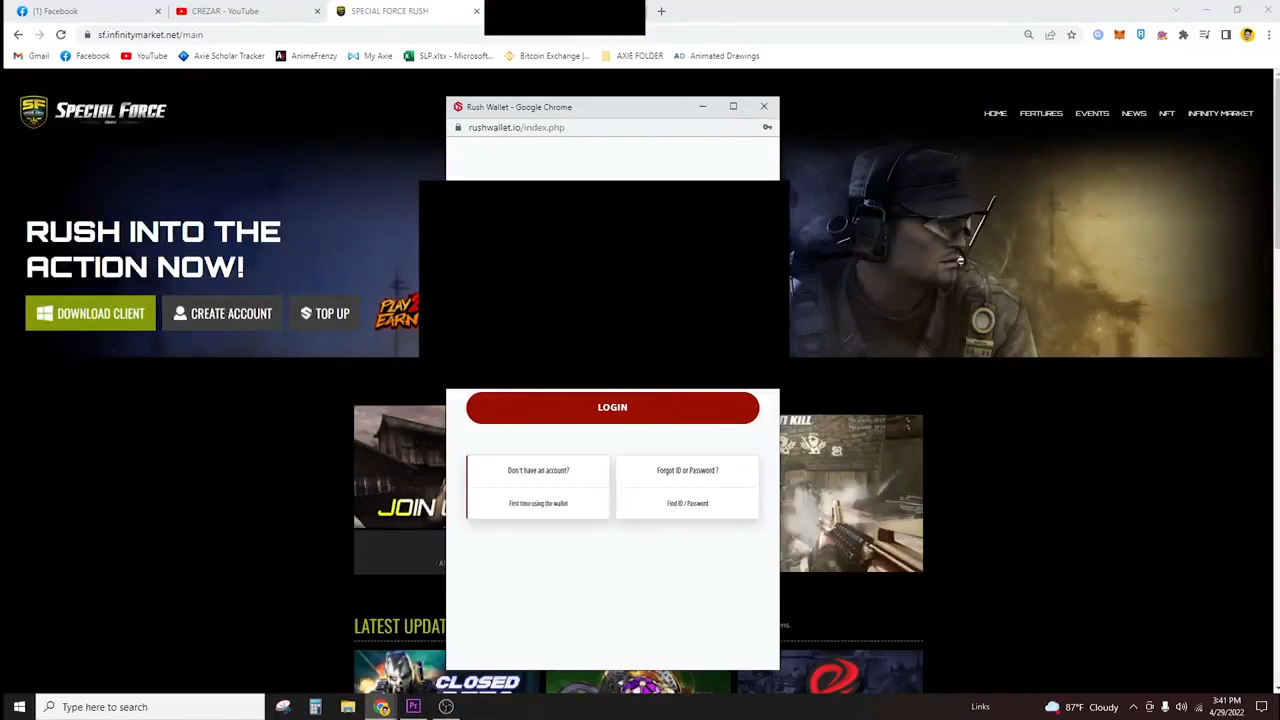 (1) Facebook
CREZAR - YouTube
SPECIAL FORCE RUSH
sf.infinitymarket.net/main
Gmail
Facebook
YouTube
Axie Scholar Tracker
AnimeFrenzy
My Axie
SLP.xlsx - Microsoft...
Bitcoin Exchange |...
AXIE FOLDER
AD Animated Drawings
SF
SPECIAL FORCE
HOME
FEATURES
EVENTS
NEWS
NFT
INFINITY MARKET
Rush Wallet - Google Chrome
rushwallet.io/index.php
RUSH INTO THE
ACTION NOW!
DOWNLOAD CLIENT
CREATE ACCOUNT
TOP UP
PLAY2
EARN
LOGIN
Don't have an account?
First time using the wallet
Forgot ID or Password ?
Find ID / Password
JOIN
LATEST UPDAT
CLOSED
Type here to search
Links
87°F Cloudy
3:41 PM
4/29/2022